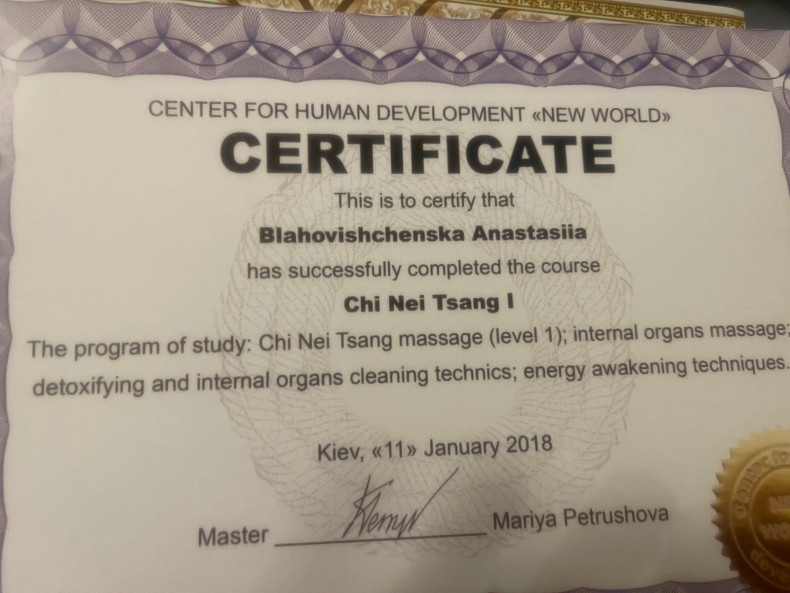 CENTER FOR HUMAN DEVELOPMENT «NEW WORLD»
CERTIFICATE
This is to certify that
Blahovishchenska Anastasiia
has successfully completed the course
Chi Nei Tsang I
The program of study: Chi Nei Tsang massage (level 1); internal organs massage;
detoxifying and internal organs cleaning technics; energy awakening techniques.
Kiev, «11» January 2018
Master Mariya Petrushova